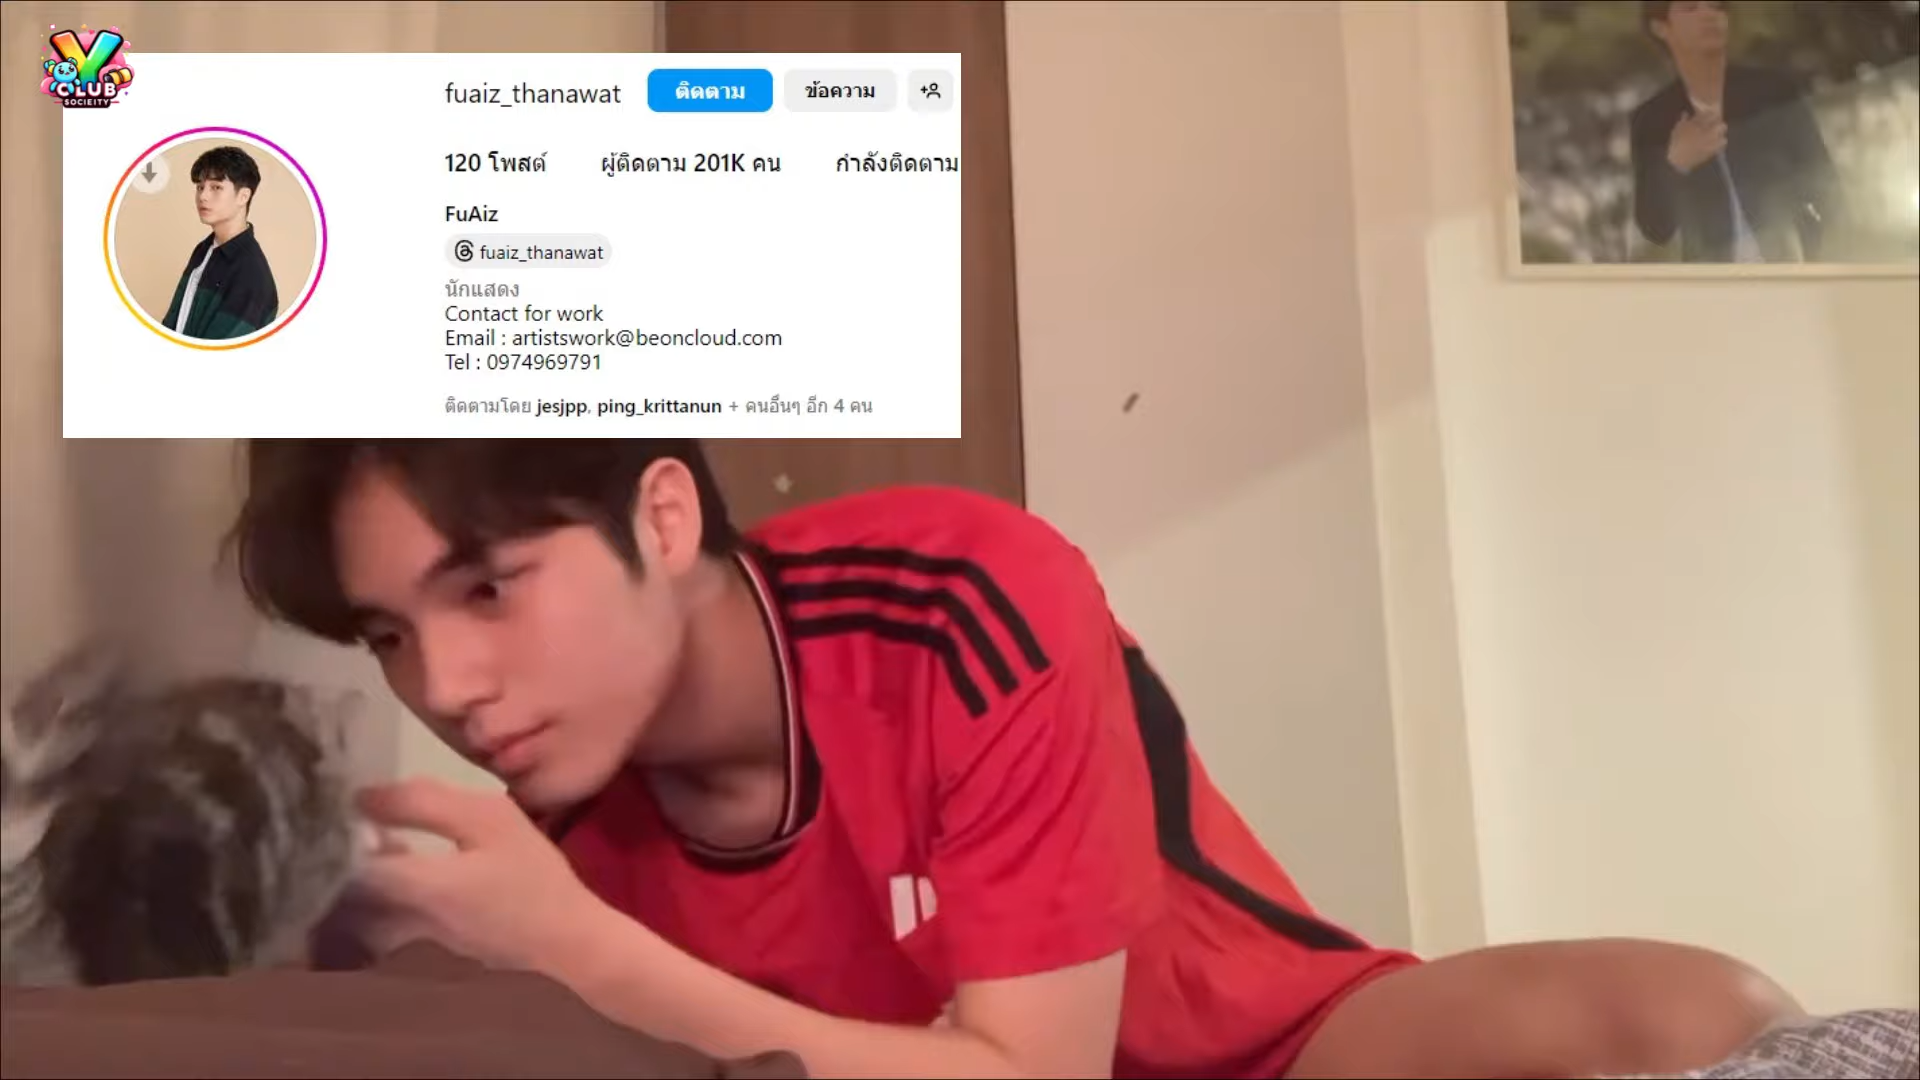 Y
CLUB
SOCIEITY
fuaiz_thanawat ติดตาม ข้อความ
120 โพสต์ ผู้ติดตาม 201K คน กำลังติดตาม
FuAiz
fuaiz_thanawat
นักแสดง
Contact for work
Email : artistswork@beoncloud.com
Tel : 0974969791
ติดตามโดย jesjpp, ping_krittanun + คนอื่นๆ อีก 4 คน